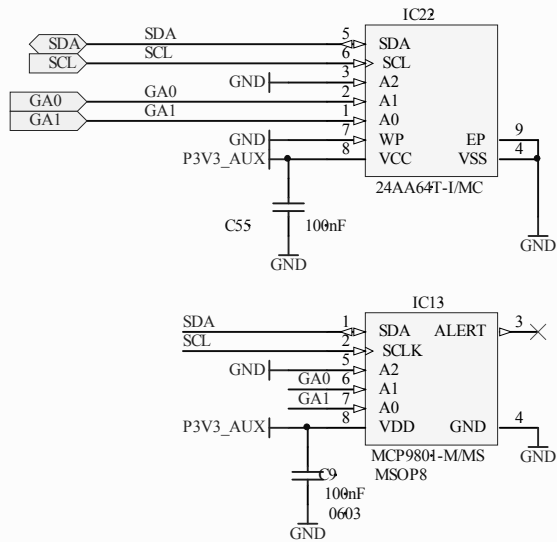 IC22
SDA SDA 5 SDA
SCL SCL 6 SCL
GND 3 A2
GA0 GA0 2 A1
GA1 GA1 1 A0
GND 7 WP EP 9
P3V3_AUX 8 VCC VSS 4
24AA64T-I/MC
C55 100nF
GND GND
IC13
SDA 1 SDA ALERT 3
SCL 2 SCLK
GND 5 A2
GA0 6 A1
GA1 7 A0
P3V3_AUX 8 VDD GND 4
MCP9801-M/MS
GND
C9 MSOP8
100nF
0603
GND